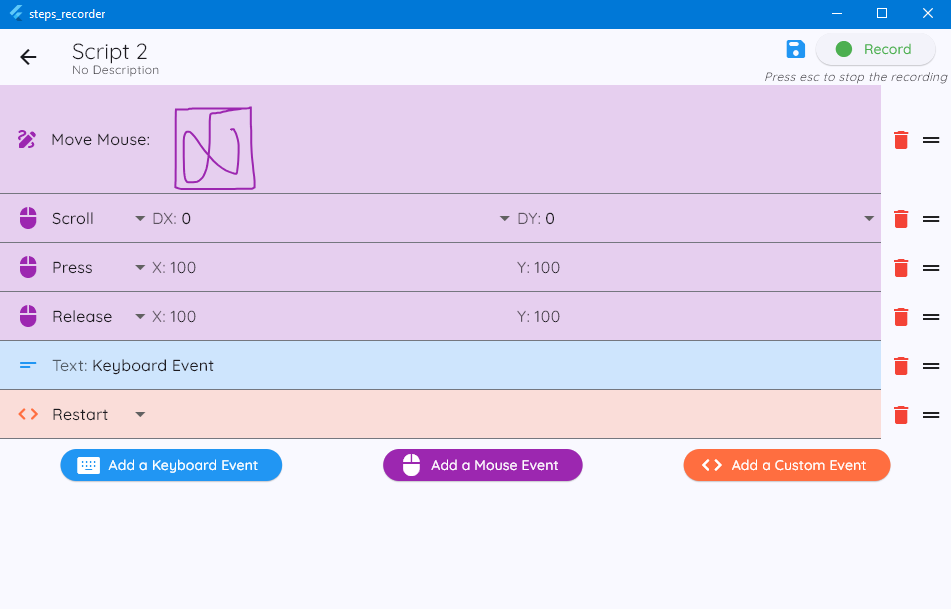 steps_recorder
Script 2
No Description
Record
Press esc to stop the recording
Move Mouse:
Scroll DX: 0 DY: 0
Press X: 100 Y: 100
Release X: 100 Y: 100
Text: Keyboard Event
Restart
Add a Keyboard Event Add a Mouse Event Add a Custom Event